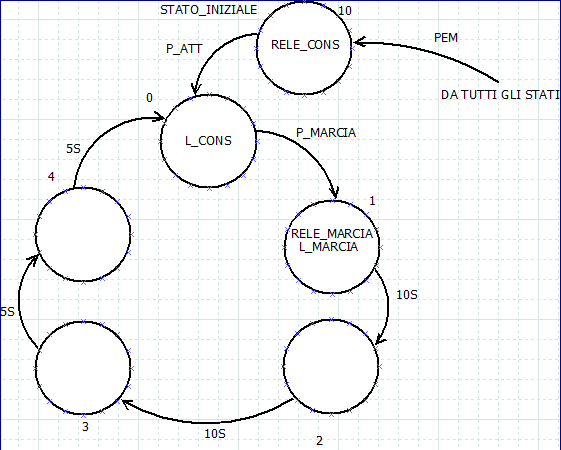 STATO_INIZIALE
10
RELE_CONS
P_ATT
PEM
DA TUTTI GLI STATI
0
L_CONS
P_MARCIA
5S
4
1
RELE_MARCIA
L_MARCIA
10S
5S
3
10S
2